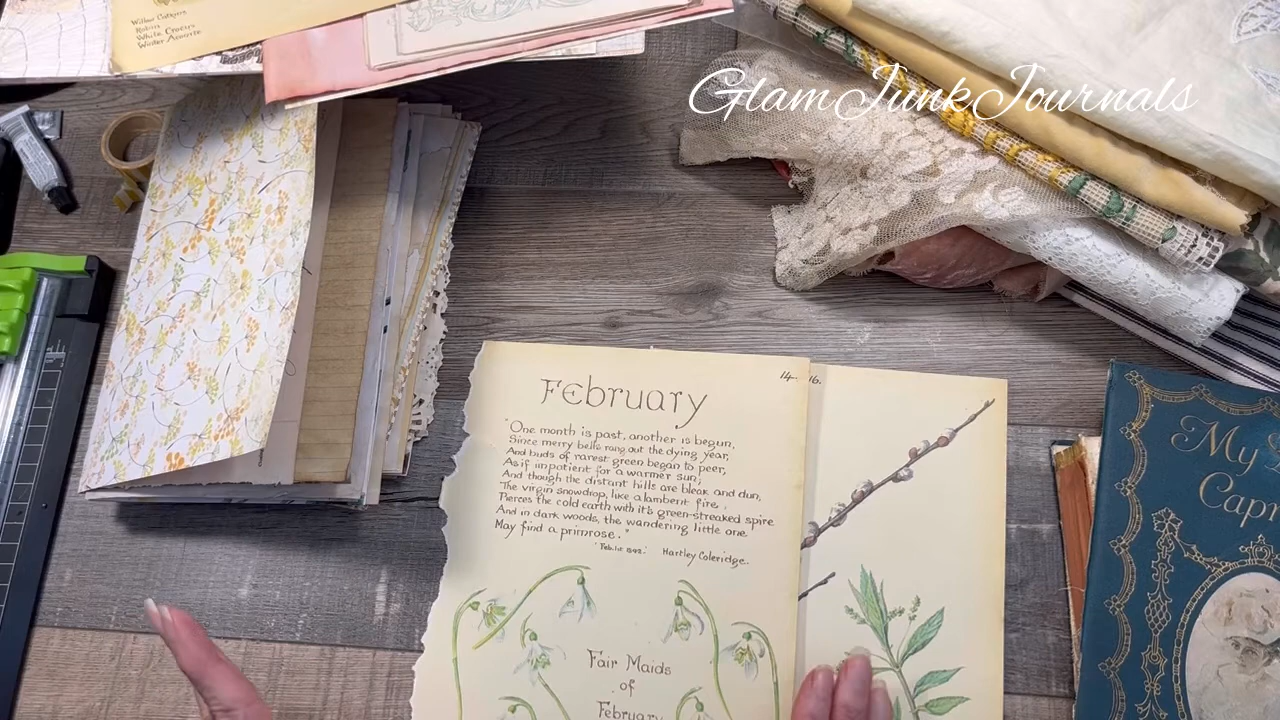 Willow Catkins
Robin
White Crocus
Winter Aconite
GlamJunkJournals
February
14. 16.
"One month is past, another is begun,
Since merry bells rang out the dying year,
And buds of rarest green began to peer,
As if impatient for a warmer sun;
And though the distant hills are bleak and dun,
The virgin snowdrop, like a lambent fire,
Pierces the cold earth with it's green-streaked spire
And in dark woods, the wandering little one
May find a primrose."
"Feb. 1st 1842." Hartley Coleridge.
Fair Maids
of
February
My
Capr